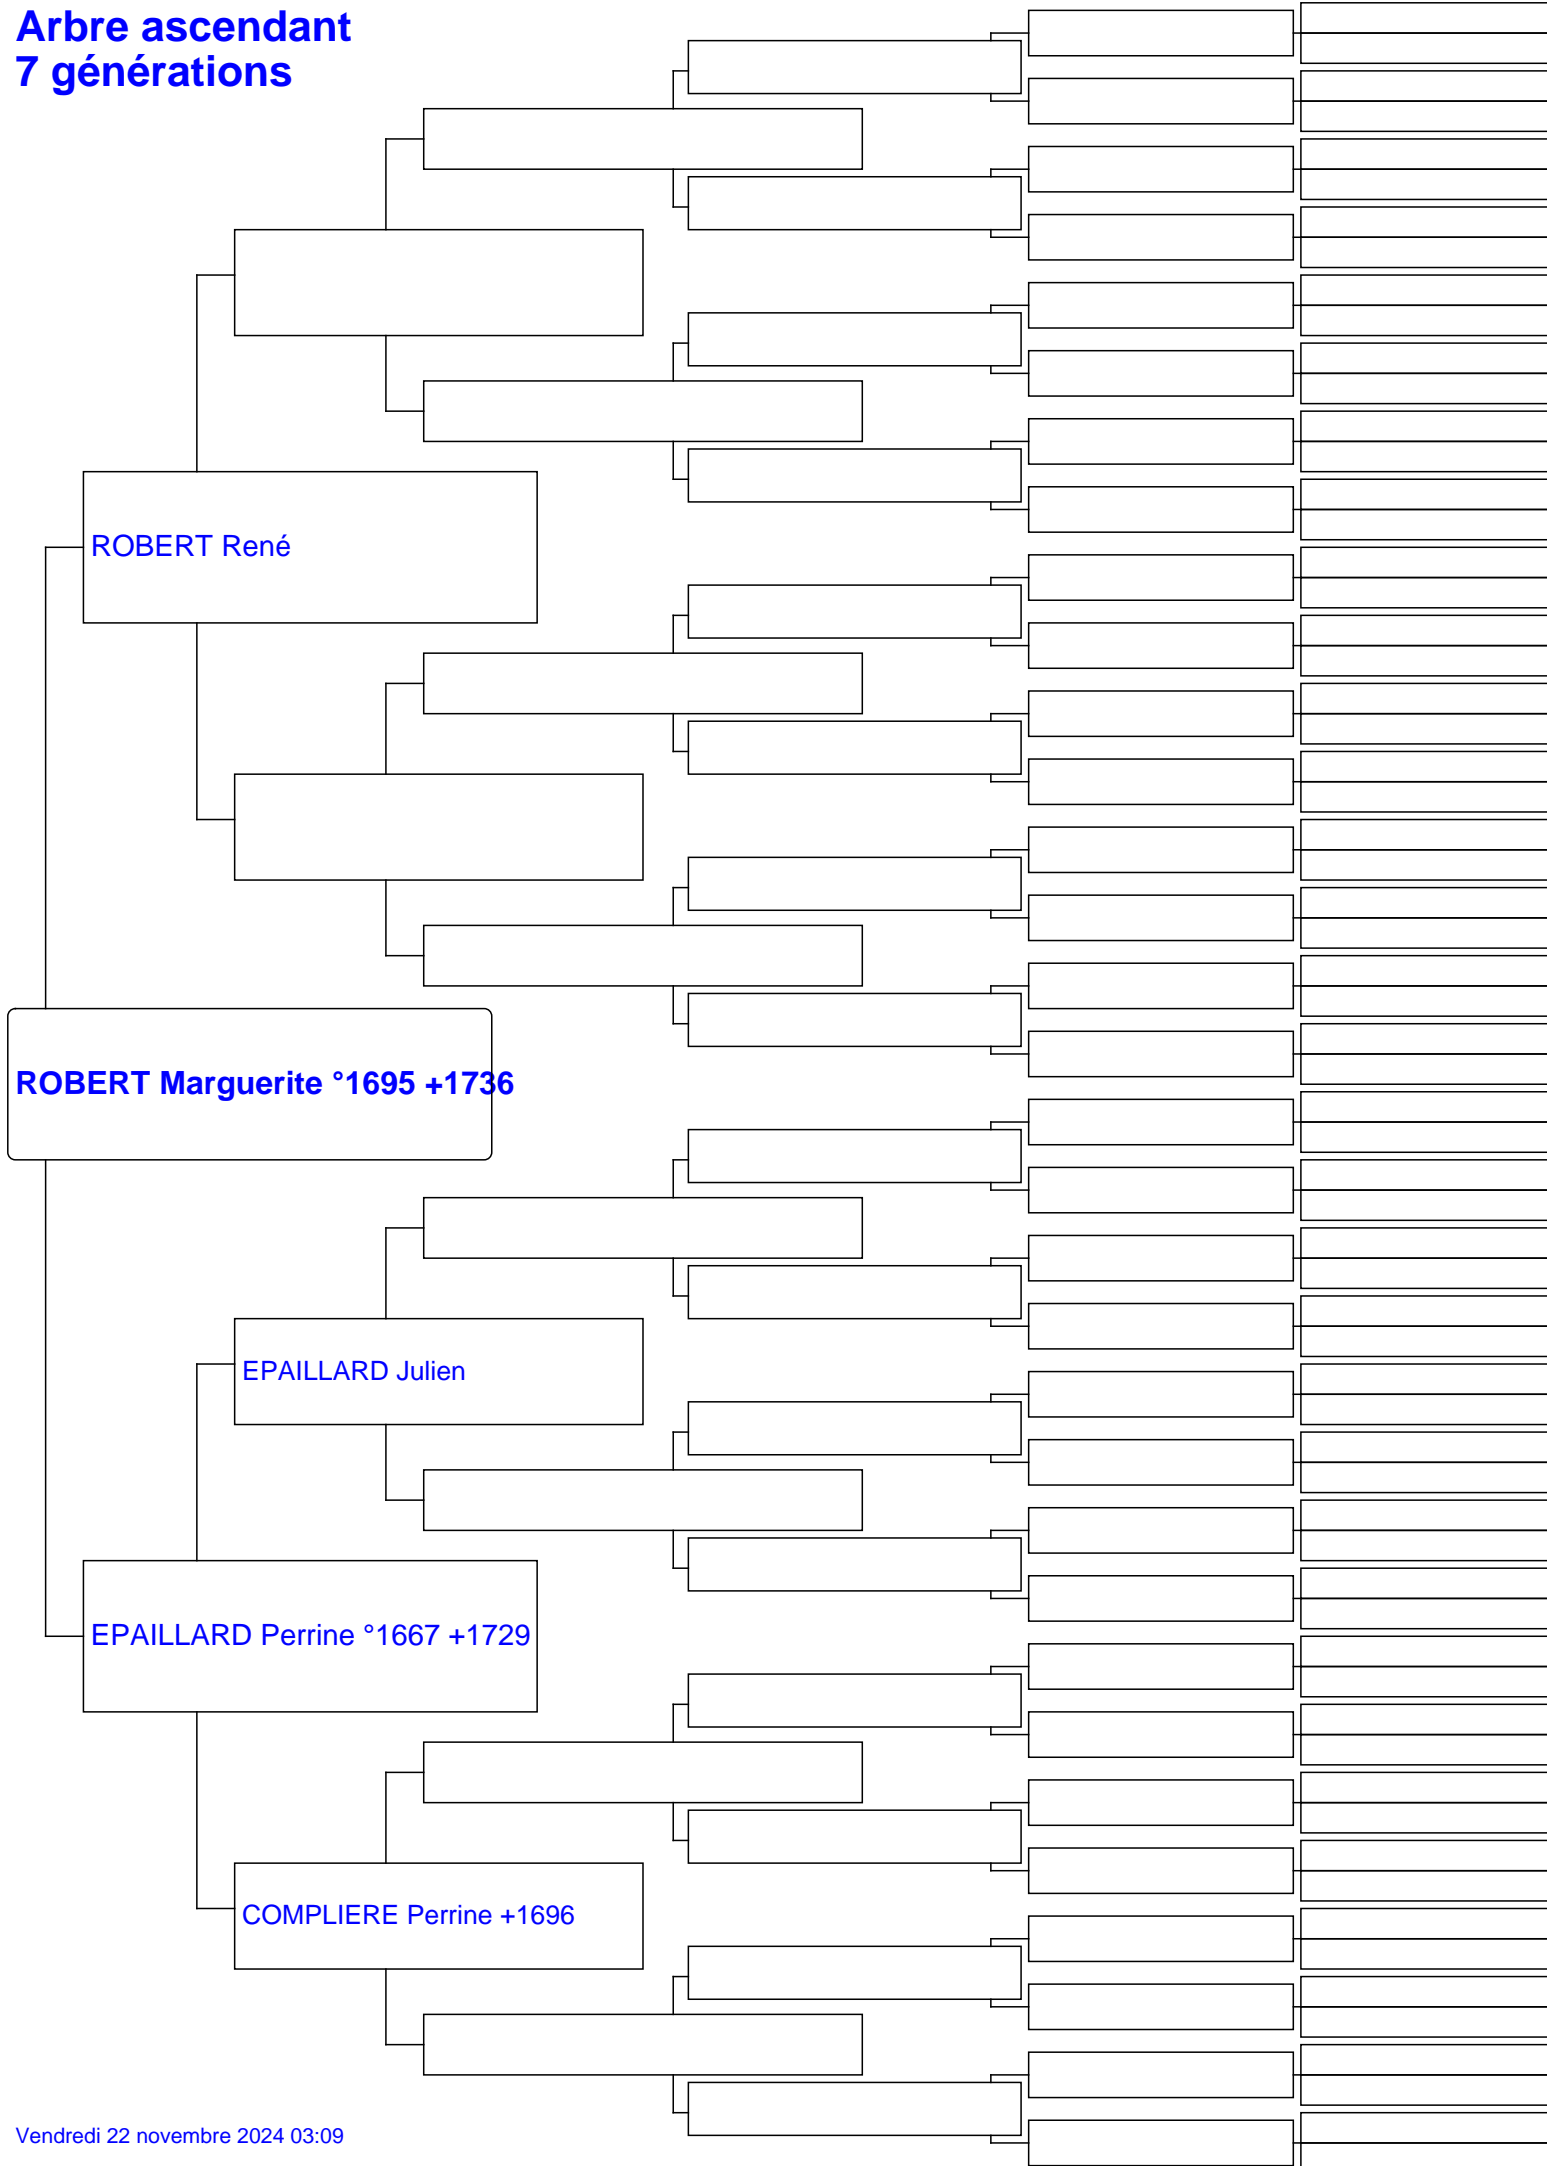 Arbre ascendant
7 générations
ROBERT René
ROBERT Marguerite °1695 +1736
EPAILLARD Julien
EPAILLARD Perrine °1667 +1729
COMPLIERE Perrine +1696
Vendredi 22 novembre 2024 03:09